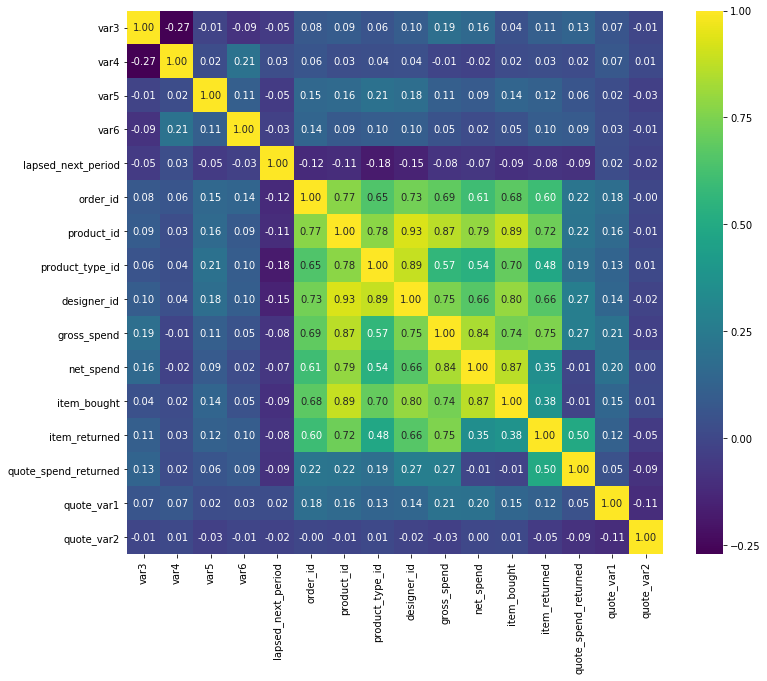 var3 1.00 -0.27 -0.01 -0.09 -0.05 0.08 0.09 0.06 0.10 0.19 0.16 0.04 0.11 0.13 0.07 -0.01
var4 -0.27 1.00 0.02 0.21 0.03 0.06 0.03 0.04 0.04 -0.01 -0.02 0.02 0.03 0.02 0.07 0.01
var5 -0.01 0.02 1.00 0.11 -0.05 0.15 0.16 0.21 0.18 0.11 0.09 0.14 0.12 0.06 0.02 -0.03
var6 -0.09 0.21 0.11 1.00 -0.03 0.14 0.09 0.10 0.10 0.05 0.02 0.05 0.10 0.09 0.03 -0.01
lapsed_next_period -0.05 0.03 -0.05 -0.03 1.00 -0.12 -0.11 -0.18 -0.15 -0.08 -0.07 -0.09 -0.08 -0.09 0.02 -0.02
order_id 0.08 0.06 0.15 0.14 -0.12 1.00 0.77 0.65 0.73 0.69 0.61 0.68 0.60 0.22 0.18 -0.00
product_id 0.09 0.03 0.16 0.09 -0.11 0.77 1.00 0.78 0.93 0.87 0.79 0.89 0.72 0.22 0.16 -0.01
product_type_id 0.06 0.04 0.21 0.10 -0.18 0.65 0.78 1.00 0.89 0.57 0.54 0.70 0.48 0.19 0.13 0.01
designer_id 0.10 0.04 0.18 0.10 -0.15 0.73 0.93 0.89 1.00 0.75 0.66 0.80 0.66 0.27 0.14 -0.02
gross_spend 0.19 -0.01 0.11 0.05 -0.08 0.69 0.87 0.57 0.75 1.00 0.84 0.74 0.75 0.27 0.21 -0.03
net_spend 0.16 -0.02 0.09 0.02 -0.07 0.61 0.79 0.54 0.66 0.84 1.00 0.87 0.35 -0.01 0.20 0.00
item_bought 0.04 0.02 0.14 0.05 -0.09 0.68 0.89 0.70 0.80 0.74 0.87 1.00 0.38 -0.01 0.15 0.01
item_returned 0.11 0.03 0.12 0.10 -0.08 0.60 0.72 0.48 0.66 0.75 0.35 0.38 1.00 0.50 0.12 -0.05
quote_spend_returned 0.13 0.02 0.06 0.09 -0.09 0.22 0.22 0.19 0.27 0.27 -0.01 -0.01 0.50 1.00 0.05 -0.09
quote_var1 0.07 0.07 0.02 0.03 0.02 0.18 0.16 0.13 0.14 0.21 0.20 0.15 0.12 0.05 1.00 -0.11
quote_var2 -0.01 0.01 -0.03 -0.01 -0.02 -0.00 -0.01 0.01 -0.02 -0.03 0.00 0.01 -0.05 -0.09 -0.11 1.00
var3
var4
var5
var6
lapsed_next_period
order_id
product_id
product_type_id
designer_id
gross_spend
net_spend
item_bought
item_returned
quote_spend_returned
quote_var1
quote_var2
1.00
0.75
0.50
0.25
0.00
−0.25